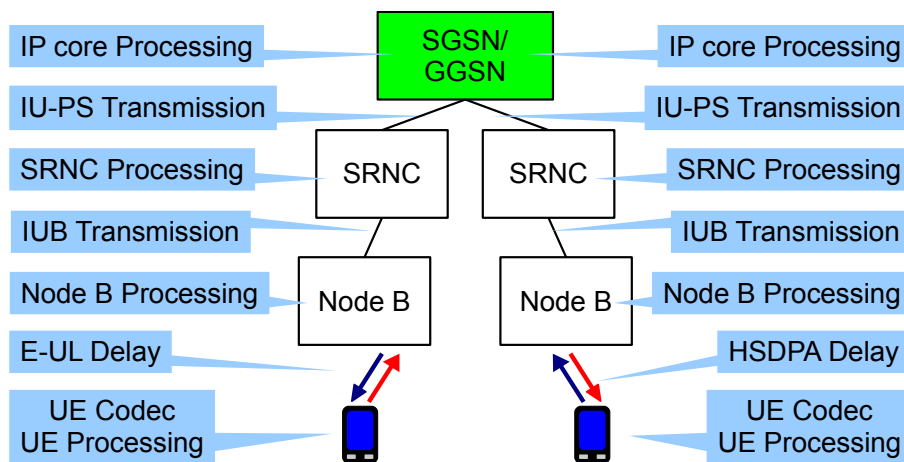 IP core Processing
SGSN/
GGSN
IP core Processing
IU-PS Transmission
IU-PS Transmission
SRNC Processing
SRNC
SRNC
SRNC Processing
IUB Transmission
IUB Transmission
Node B Processing
Node B
Node B
Node B Processing
E-UL Delay
HSDPA Delay
UE Codec
UE Processing
UE Codec
UE Processing